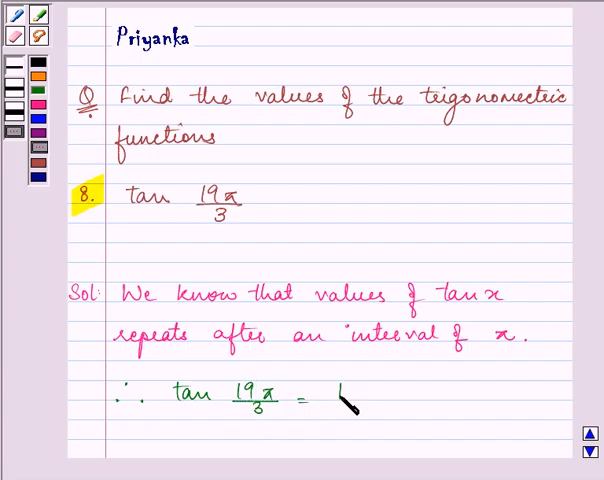 Priyanka
Q Find the values of the trigonometric
functions
8. tan 19π/3
Sol: We know that values of tan x
repeats after an interval of π.
∴ tan 19π/3 =